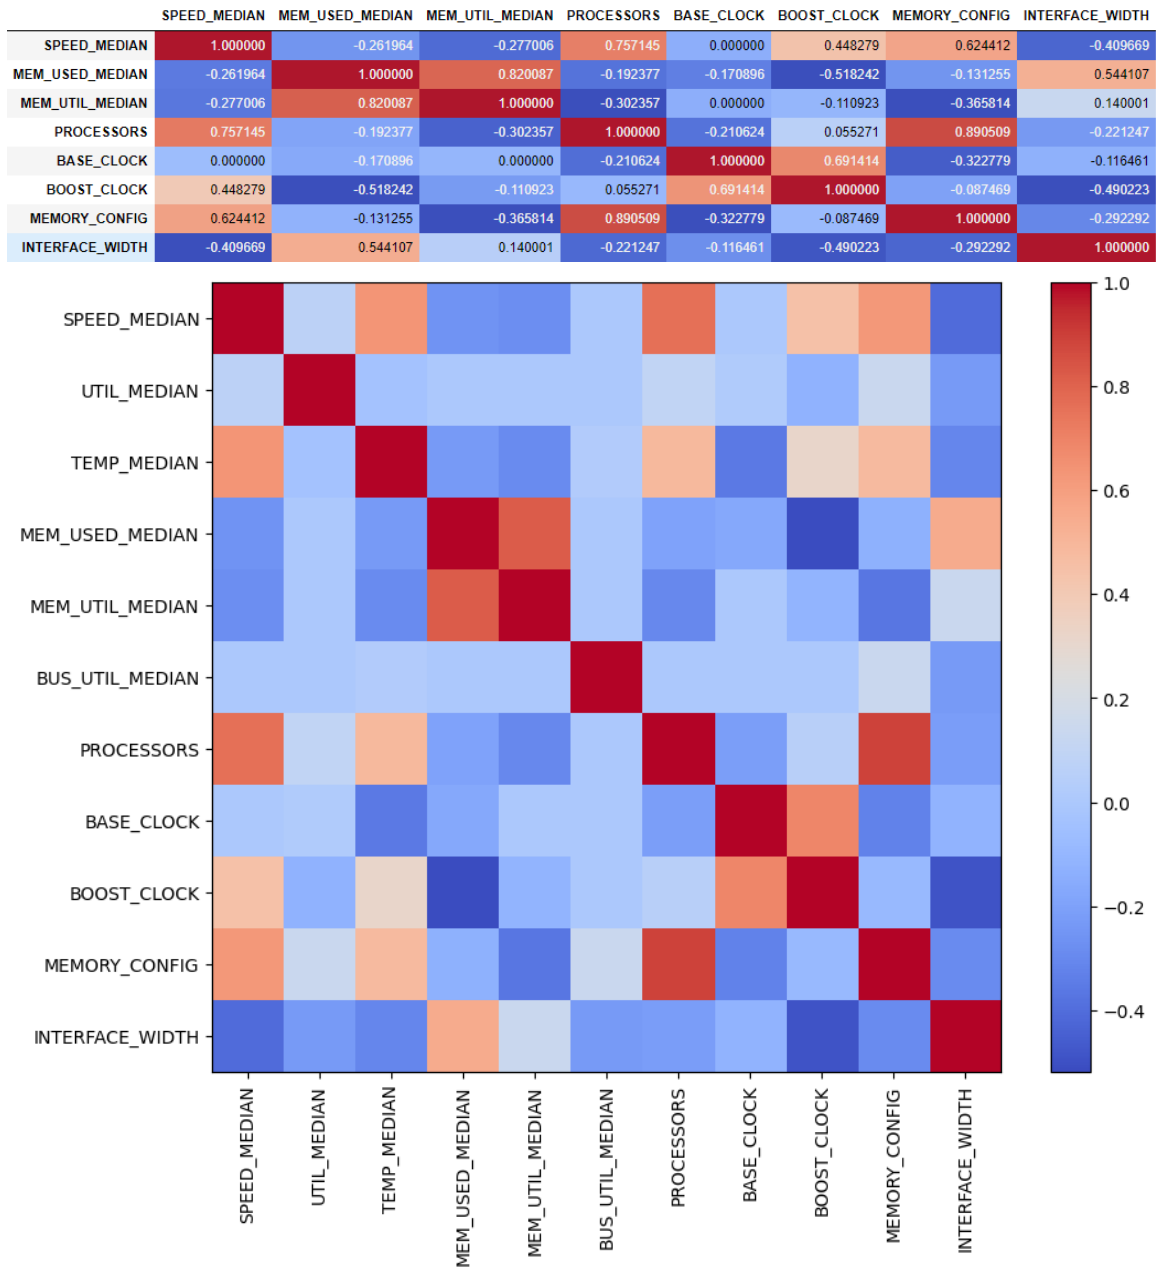 SPEED_MEDIAN MEM_USED_MEDIAN MEM_UTIL_MEDIAN PROCESSORS BASE_CLOCK BOOST_CLOCK MEMORY_CONFIG INTERFACE_WIDTH
SPEED_MEDIAN 1.000000 -0.261964 -0.277006 0.757145 0.000000 0.448279 0.624412 -0.409669
MEM_USED_MEDIAN -0.261964 1.000000 0.820087 -0.192377 -0.170896 -0.518242 -0.131255 0.544107
MEM_UTIL_MEDIAN -0.277006 0.820087 1.000000 -0.302357 0.000000 -0.110923 -0.365814 0.140001
PROCESSORS 0.757145 -0.192377 -0.302357 1.000000 -0.210624 0.055271 0.890509 -0.221247
BASE_CLOCK 0.000000 -0.170896 0.000000 -0.210624 1.000000 0.691414 -0.322779 -0.116461
BOOST_CLOCK 0.448279 -0.518242 -0.110923 0.055271 0.691414 1.000000 -0.087469 -0.490223
MEMORY_CONFIG 0.624412 -0.131255 -0.365814 0.890509 -0.322779 -0.087469 1.000000 -0.292292
INTERFACE_WIDTH -0.409669 0.544107 0.140001 -0.221247 -0.116461 -0.490223 -0.292292 1.000000
SPEED_MEDIAN
UTIL_MEDIAN
TEMP_MEDIAN
MEM_USED_MEDIAN
MEM_UTIL_MEDIAN
BUS_UTIL_MEDIAN
PROCESSORS
BASE_CLOCK
BOOST_CLOCK
MEMORY_CONFIG
INTERFACE_WIDTH
SPEED_MEDIAN
UTIL_MEDIAN
TEMP_MEDIAN
MEM_USED_MEDIAN
MEM_UTIL_MEDIAN
BUS_UTIL_MEDIAN
PROCESSORS
BASE_CLOCK
BOOST_CLOCK
MEMORY_CONFIG
INTERFACE_WIDTH
1.0
0.8
0.6
0.4
0.2
0.0
−0.2
−0.4